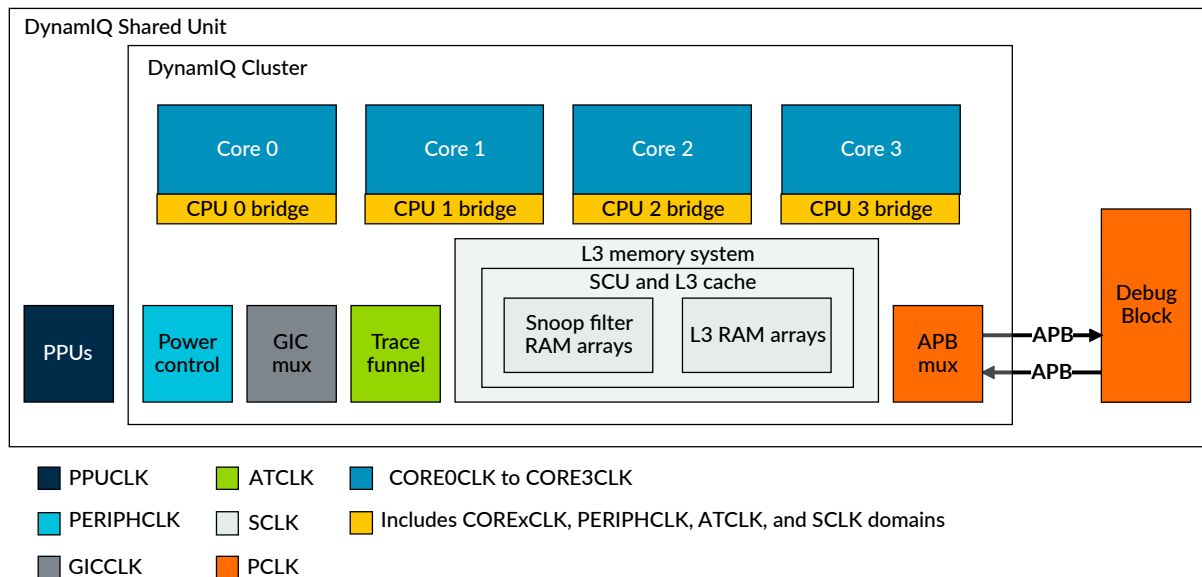 DynamIQ Shared Unit
DynamIQ Cluster
Core 0
Core 1
Core 2
Core 3
CPU 0 bridge
CPU 1 bridge
CPU 2 bridge
CPU 3 bridge
L3 memory system
SCU and L3 cache
Snoop filter
RAM arrays
L3 RAM arrays
PPUs
Power
control
GIC
mux
Trace
funnel
APB
mux
APB
APB
Debug
Block
PPUCLK
ATCLK
CORE0CLK to CORE3CLK
PERIPHCLK
SCLK
Includes CORExCLK, PERIPHCLK, ATCLK, and SCLK domains
GICCLK
PCLK